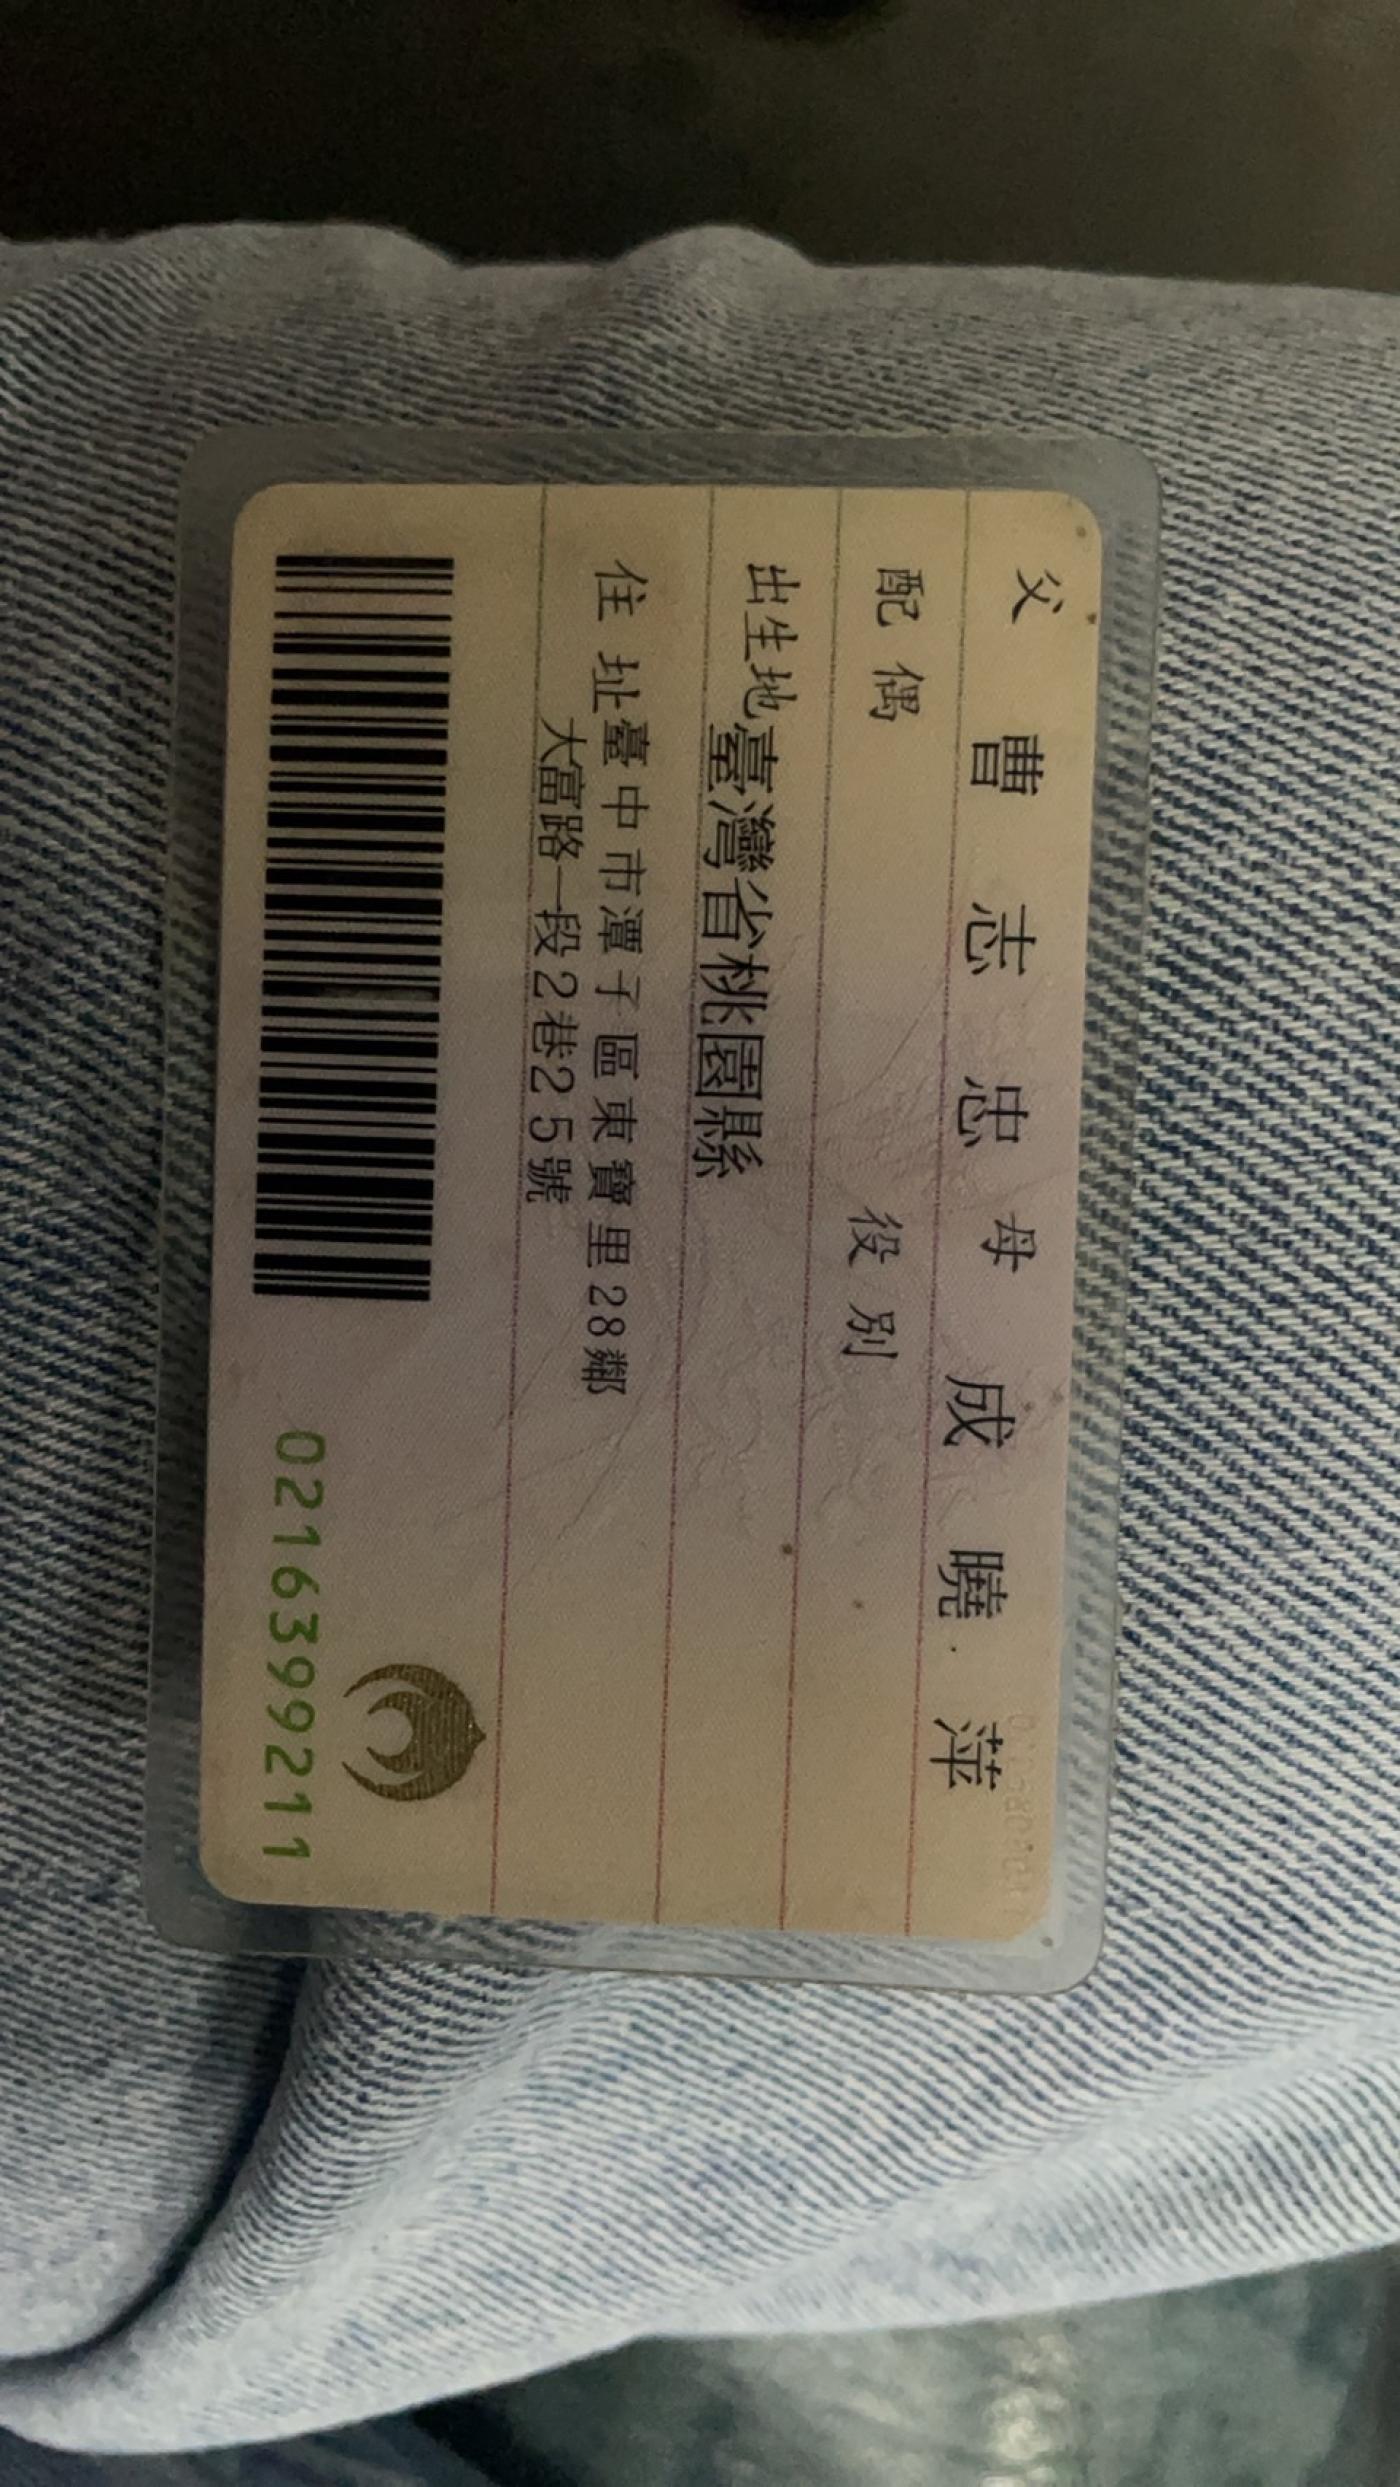 父 曹志忠 母 成曉萍
配偶 役別
出生地 臺灣省桃園縣
住址 臺中市潭子區東寶里28鄰
大富路一段2巷25號
0216399211